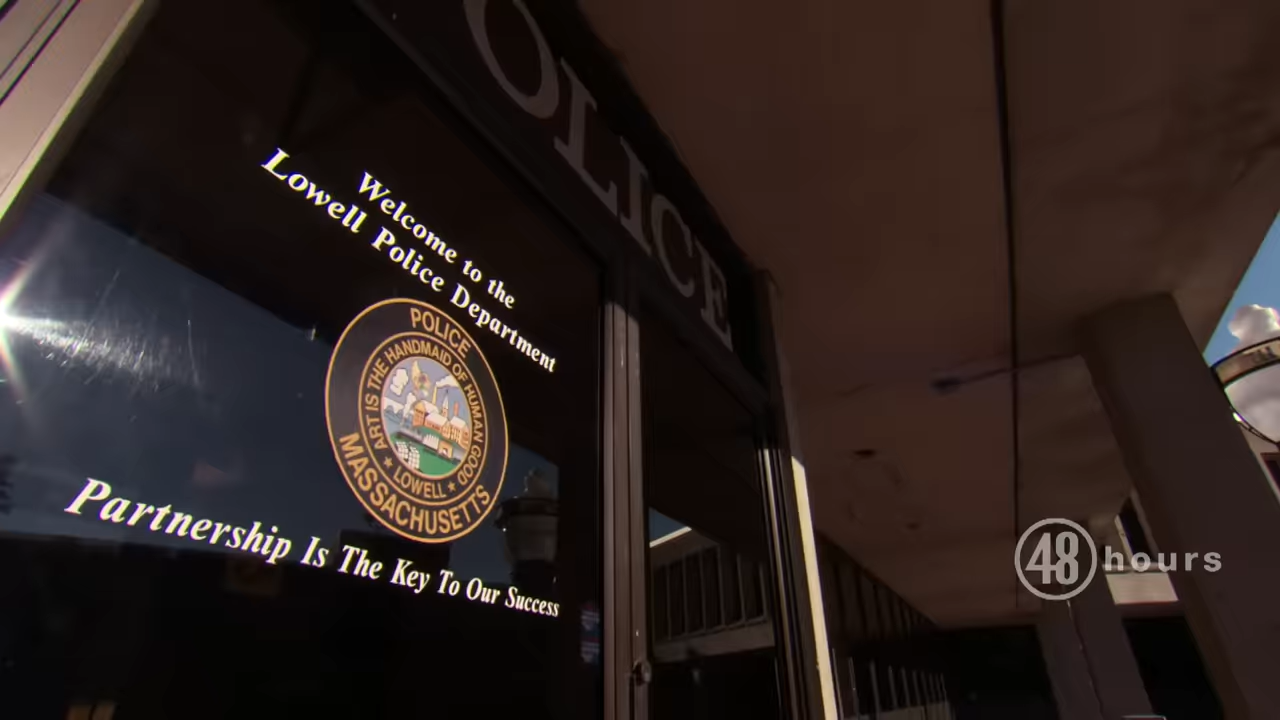 OLICE
Welcome to the
Lowell Police Department
POLICE
ART IS THE HANDMAID OF HUMAN GOOD
★ LOWELL ★
MASSACHUSETTS
Partnership Is The Key To Our Success
48 hours